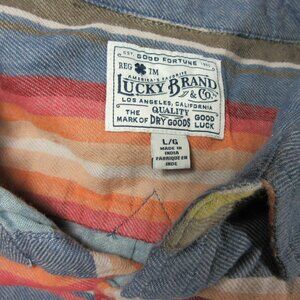 EST. GOOD FORTUNE 1990
REG TM
AMERICA'S FAVORITE
LUCKY BRAND
& Co.
LOS ANGELES, CALIFORNIA
THE MARK OF QUALITY DRY GOODS GOOD LUCK
L/G
MADE IN
INDIA
FABRIQUE EN
INDE